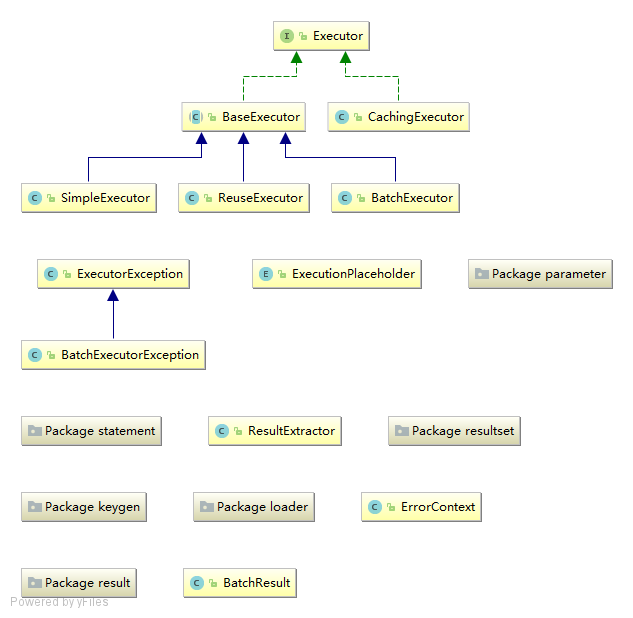 I Executor
C BaseExecutor
C CachingExecutor
C SimpleExecutor
C ReuseExecutor
C BatchExecutor
C ExecutorException
E ExecutionPlaceholder
Package parameter
C BatchExecutorException
Package statement
C ResultExtractor
Package resultset
Package keygen
Package loader
C ErrorContext
Package result
C BatchResult
Powered by yFiles